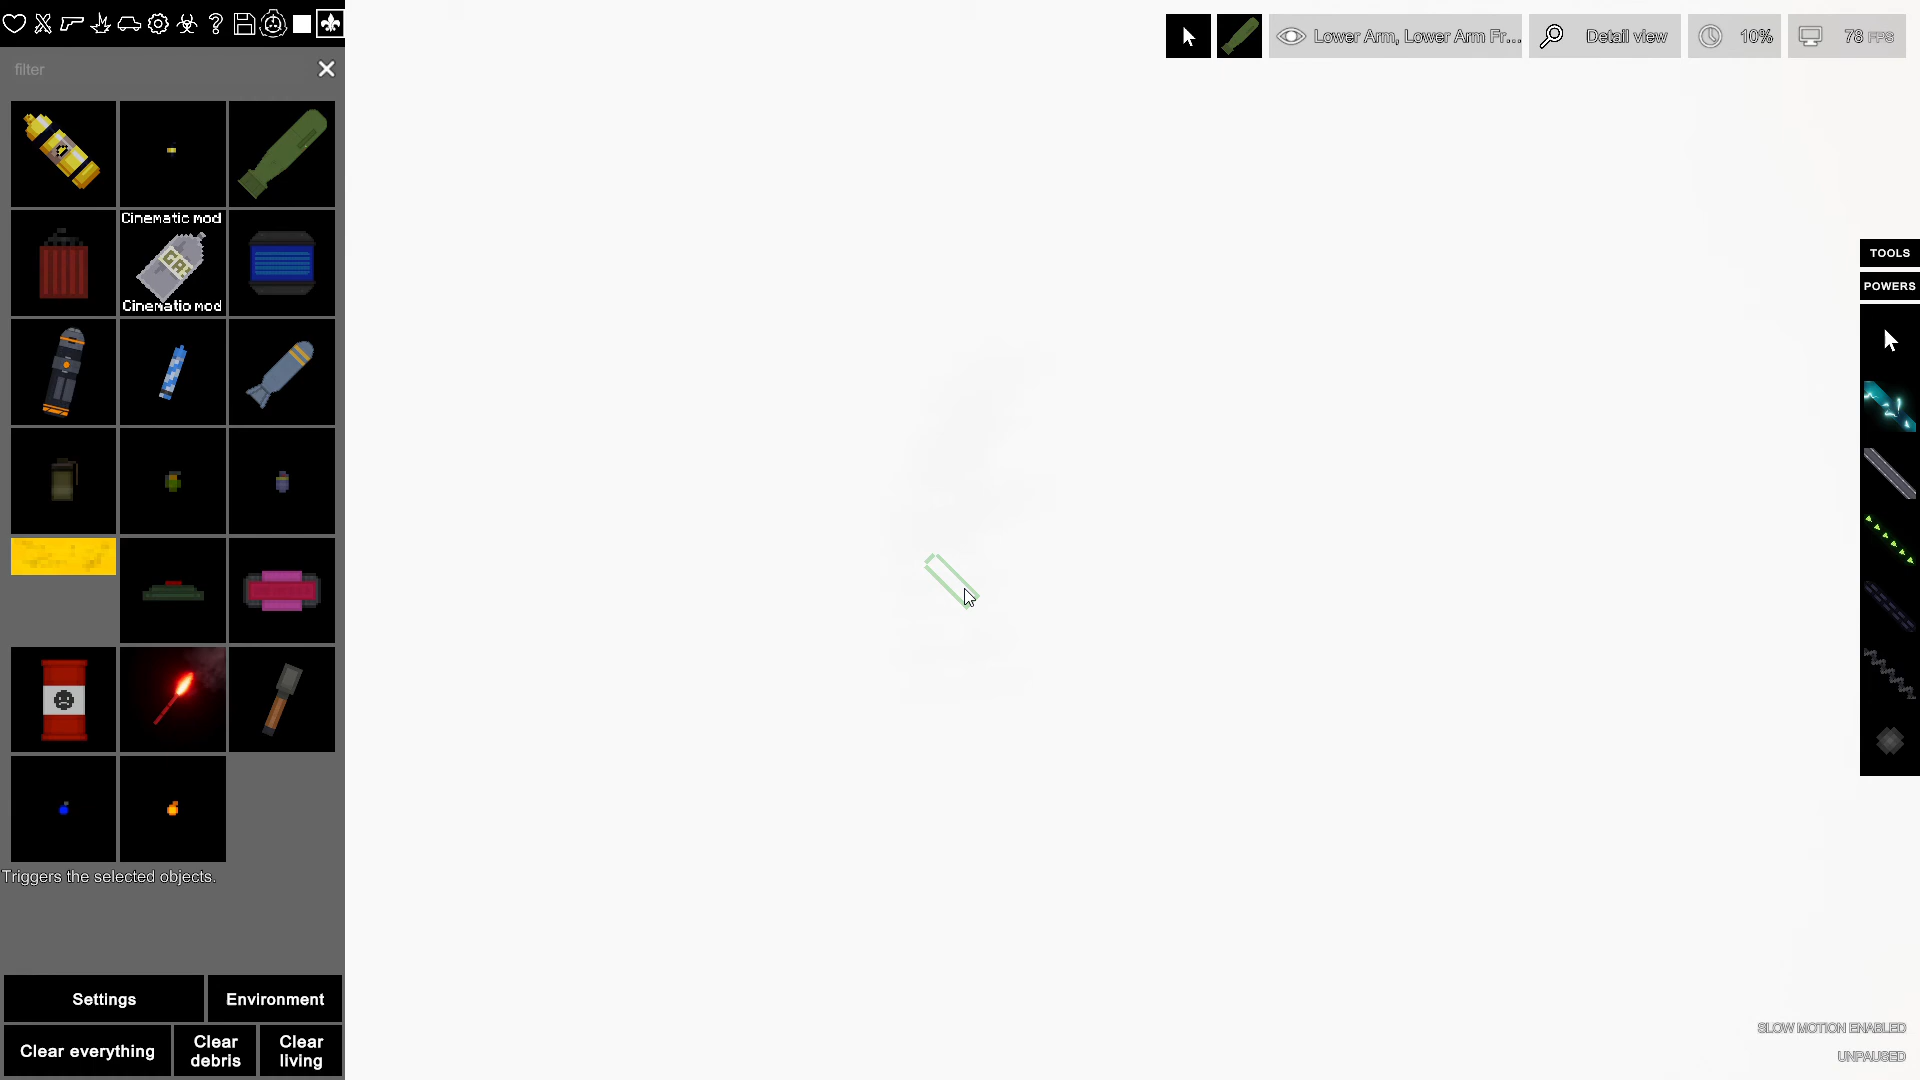 filter
Lower Arm, Lower Arm Fr...
Detail view
10%
78 FPS
Cinematic mod
Cinematic mod
TOOLS
POWERS
Triggers the selected objects.
Settings
Environment
Clear everything
Clear debris
Clear living
SLOW MOTION ENABLED
UNPAUSED